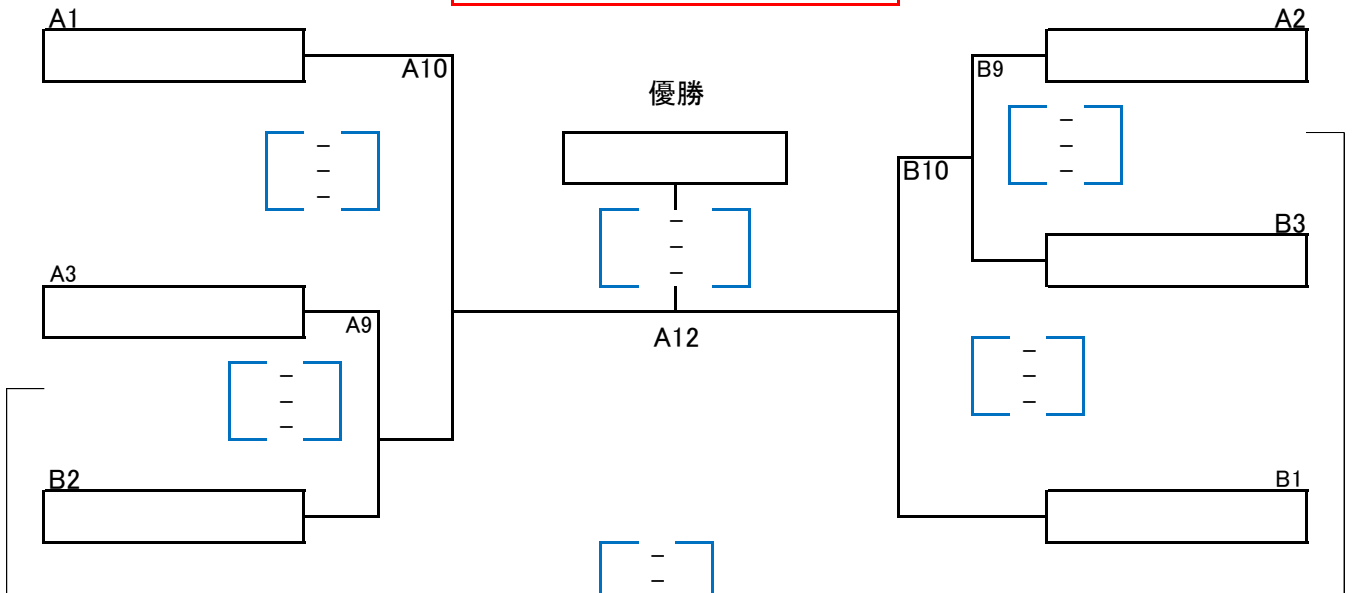 A1
A2
A10
B9
優勝
–
–
–
–
–
–
B10
–
–
–
B3
A3
A9
A12
–
–
–
–
–
–
B2
B1
–
–